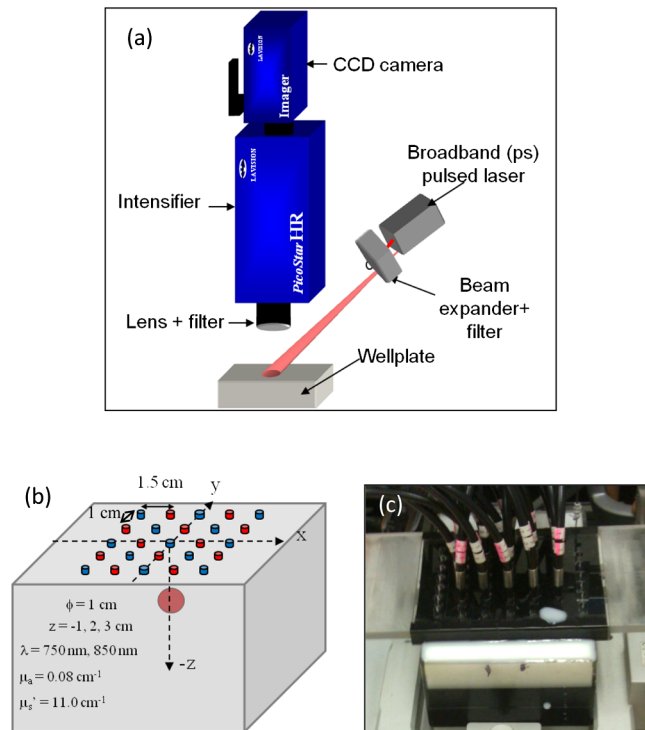 (a)
LAVISION
Imager
CCD camera
LAVISION
PicoStar HR
Intensifier
Broadband (ps)
pulsed laser
Beam
expander+
filter
Lens + filter
Wellplate
(b)
1.5 cm
y
1 cm
x
ϕ = 1 cm
z = -1, 2, 3 cm
λ = 750 nm, 850 nm
-z
μa = 0.08 cm⁻¹
μs' = 11.0 cm⁻¹
(c)